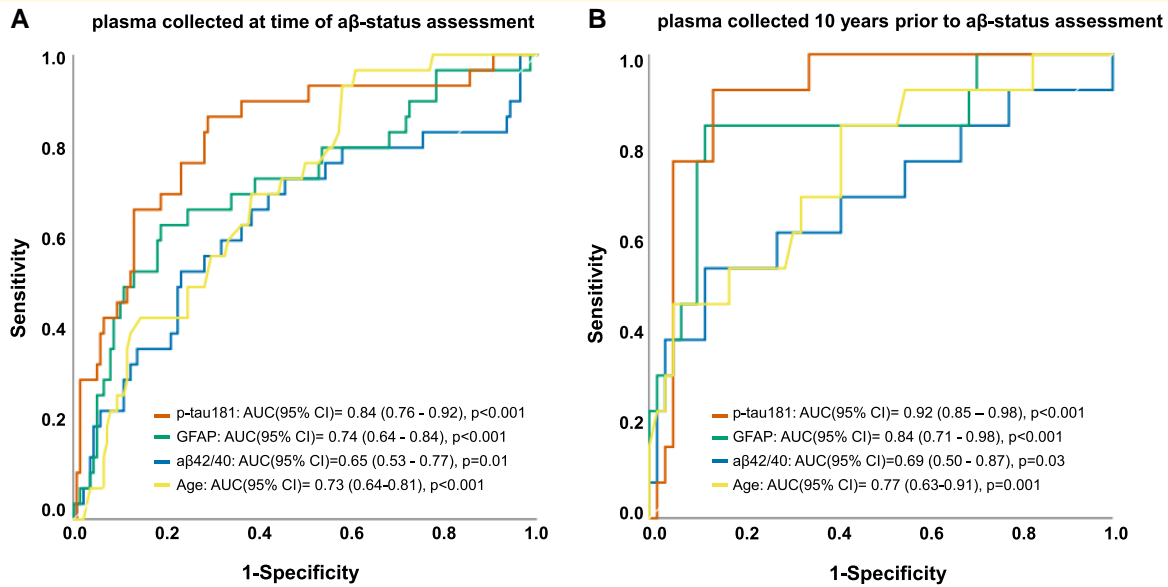 A
plasma collected at time of aβ-status assessment
1.0
0.8
0.6
0.4
0.2
0.0
Sensitivity
p-tau181: AUC(95% CI)= 0.84 (0.76 – 0.92), p<0.001
GFAP: AUC(95% CI)= 0.74 (0.64 – 0.84), p<0.001
aβ42/40: AUC(95% CI)=0.65 (0.53 - 0.77), p=0.01
Age: AUC(95% CI) = 0.73 (0.64-0.81), p<0.001
0.0 0.2 0.4 0.6 0.8 1.0
1-Specificity
B
plasma collected 10 years prior to aβ-status assessment
1.0
0.8
0.6
0.4
0.2
0.0
Sensitivity
p-tau181: AUC(95% CI)= 0.92 (0.85 – 0.98), p<0.001
GFAP: AUC(95% CI)= 0.84 (0.71 - 0.98), p<0.001
aβ42/40: AUC(95% CI)=0.69 (0.50 - 0.87), p=0.03
Age: AUC(95% CI) = 0.77 (0.63-0.91), p=0.001
0.0 0.2 0.4 0.6 0.8 1.0
1-Specificity